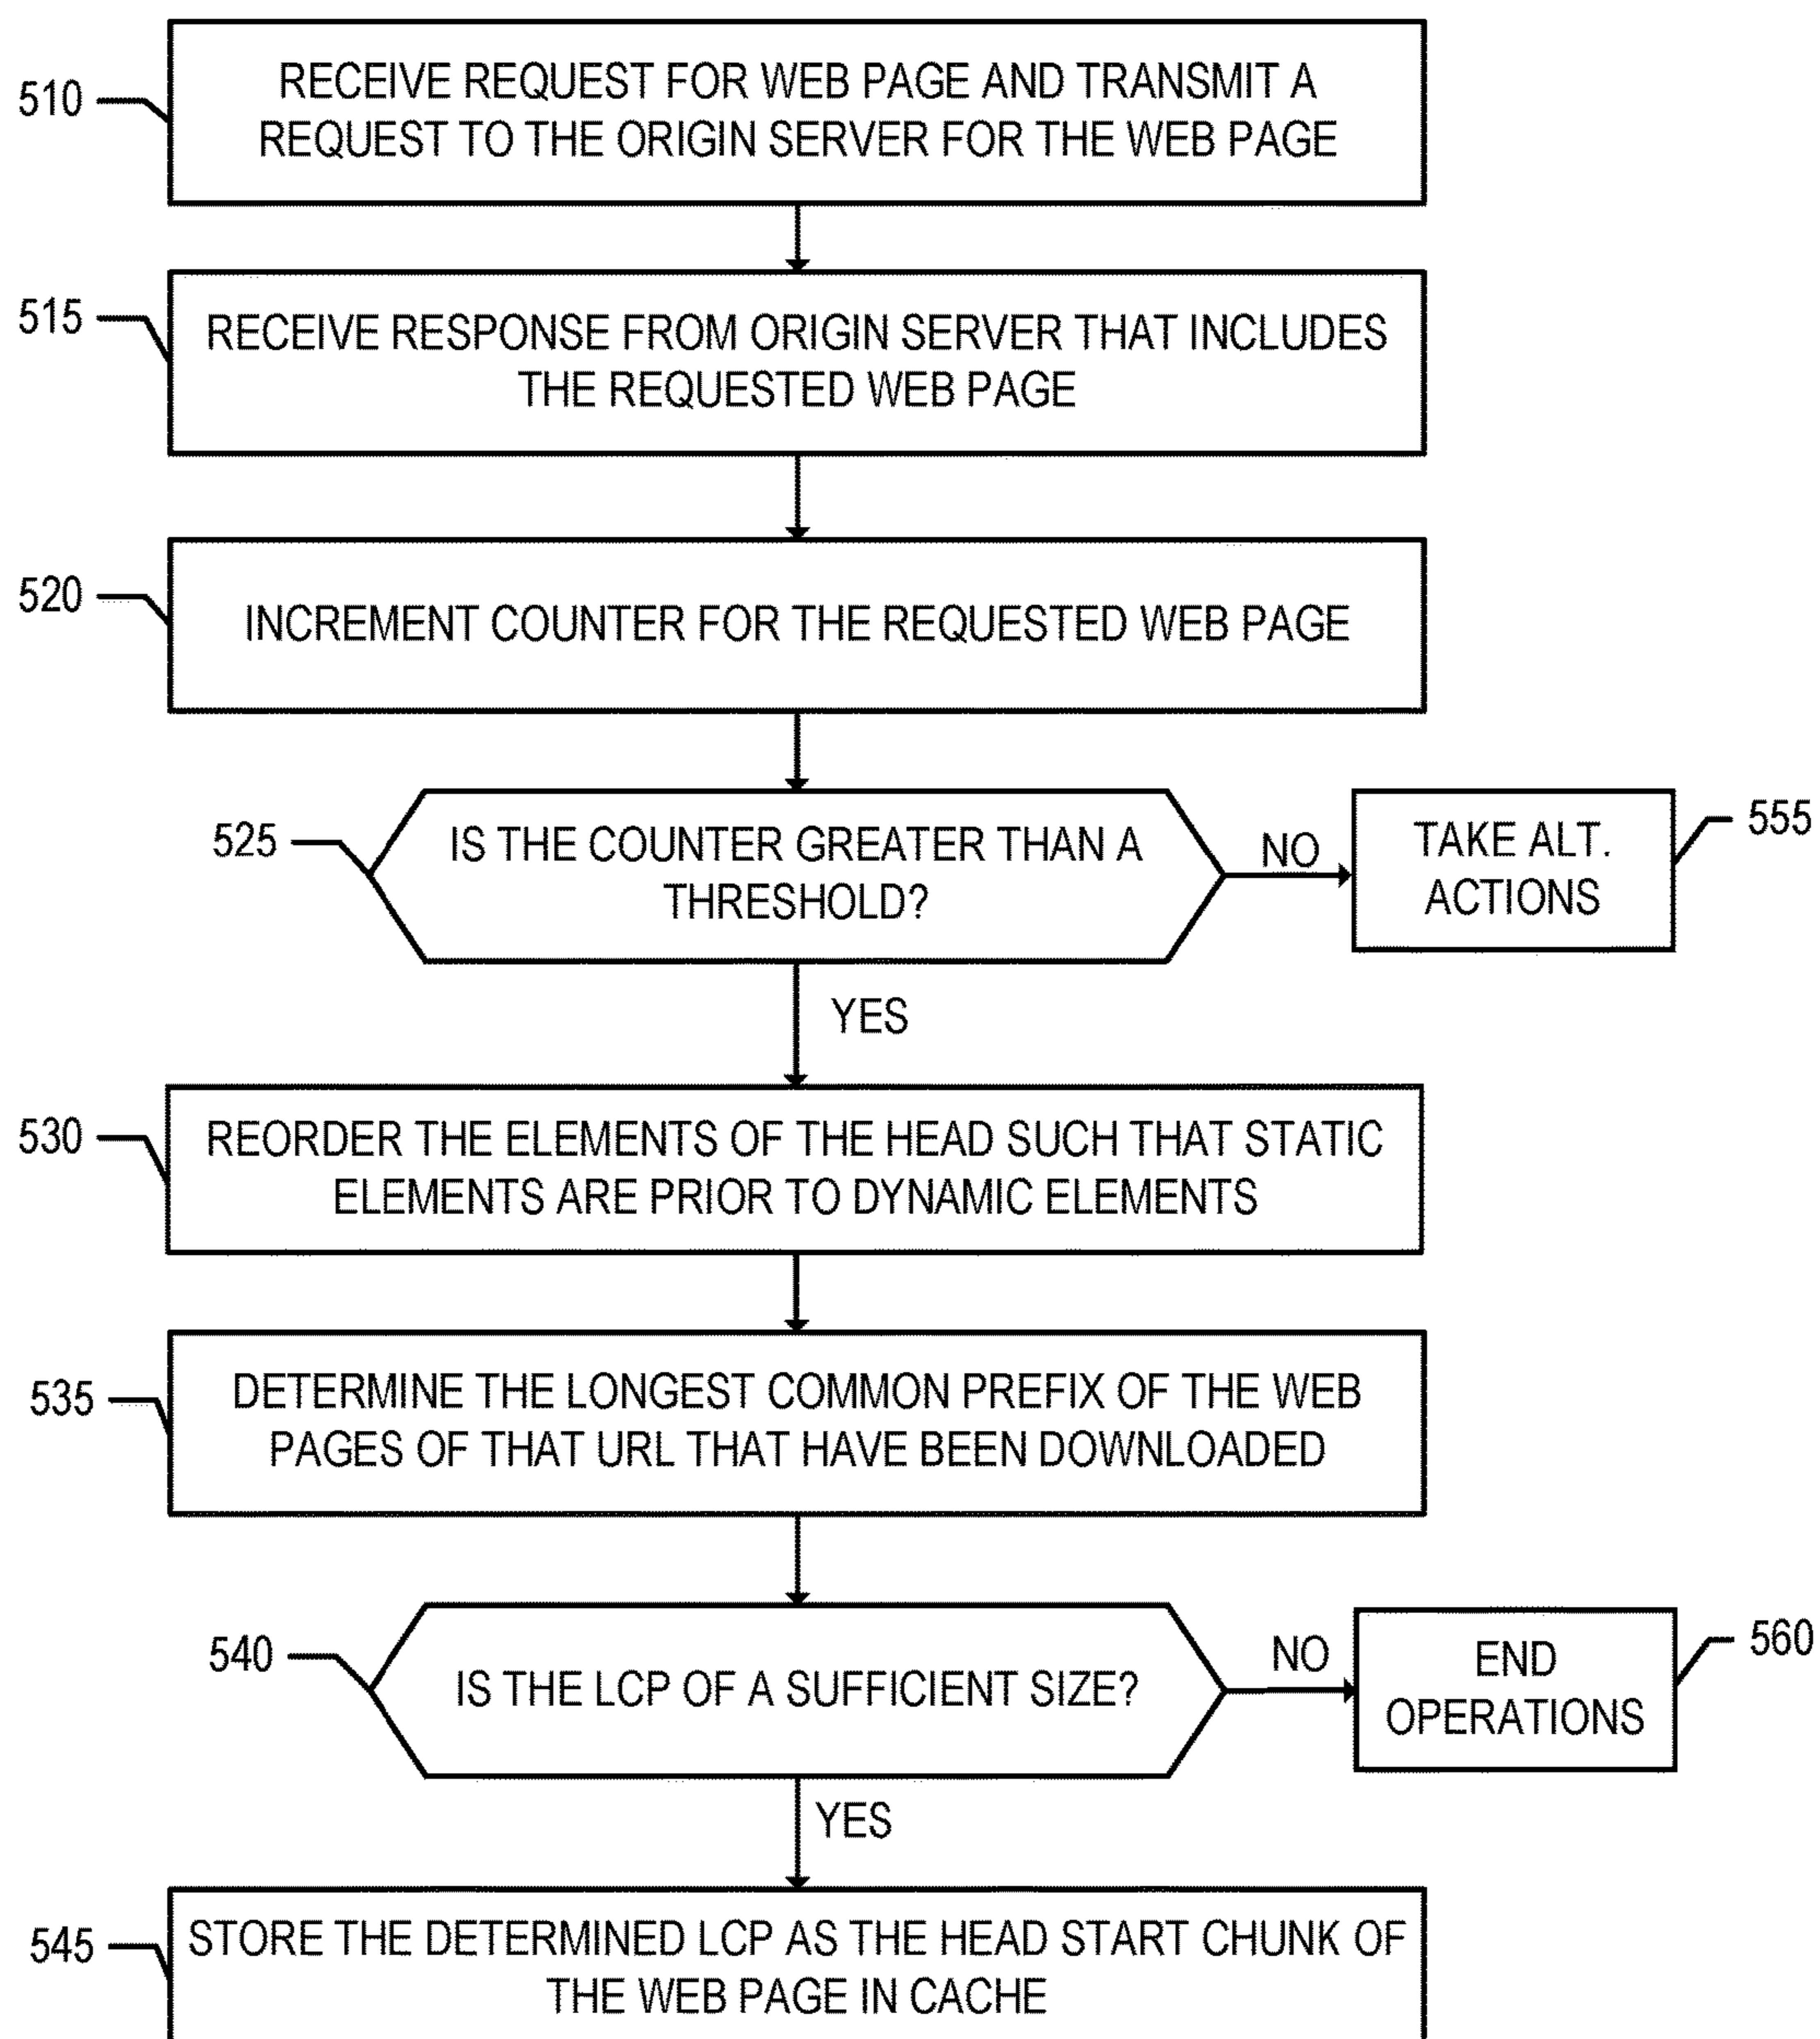 510
RECEIVE REQUEST FOR WEB PAGE AND TRANSMIT A
REQUEST TO THE ORIGIN SERVER FOR THE WEB PAGE
515
RECEIVE RESPONSE FROM ORIGIN SERVER THAT INCLUDES
THE REQUESTED WEB PAGE
520
INCREMENT COUNTER FOR THE REQUESTED WEB PAGE
525
IS THE COUNTER GREATER THAN A
THRESHOLD?
NO
TAKE ALT.
ACTIONS
555
YES
530
REORDER THE ELEMENTS OF THE HEAD SUCH THAT STATIC
ELEMENTS ARE PRIOR TO DYNAMIC ELEMENTS
535
DETERMINE THE LONGEST COMMON PREFIX OF THE WEB
PAGES OF THAT URL THAT HAVE BEEN DOWNLOADED
540
IS THE LCP OF A SUFFICIENT SIZE?
NO
END
OPERATIONS
560
YES
545
STORE THE DETERMINED LCP AS THE HEAD START CHUNK OF
THE WEB PAGE IN CACHE